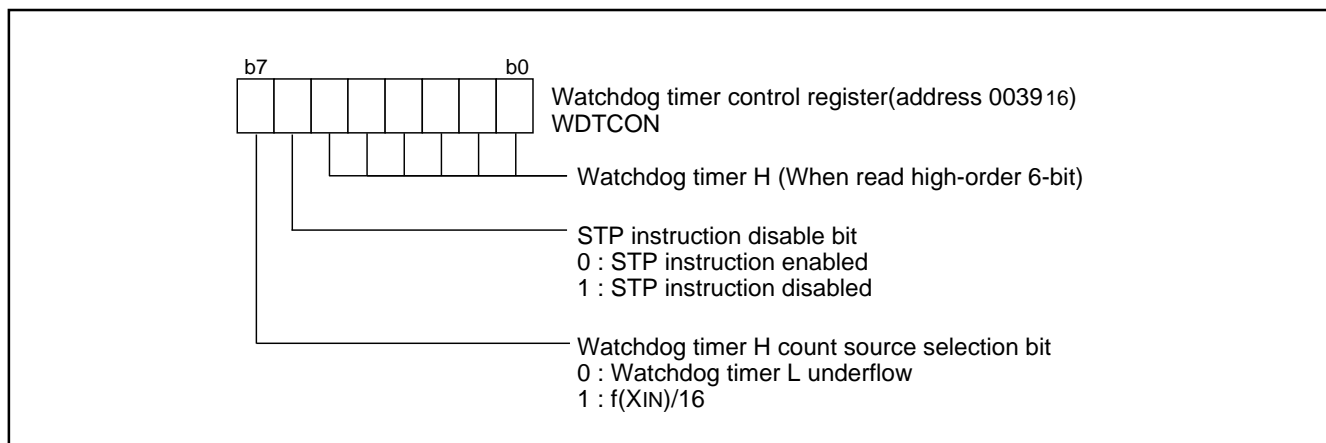 b7 b0
Watchdog timer control register(address 003916)
WDTCON
Watchdog timer H (When read high-order 6-bit)
STP instruction disable bit
0 : STP instruction enabled
1 : STP instruction disabled
Watchdog timer H count source selection bit
0 : Watchdog timer L underflow
1 : f(XIN)/16